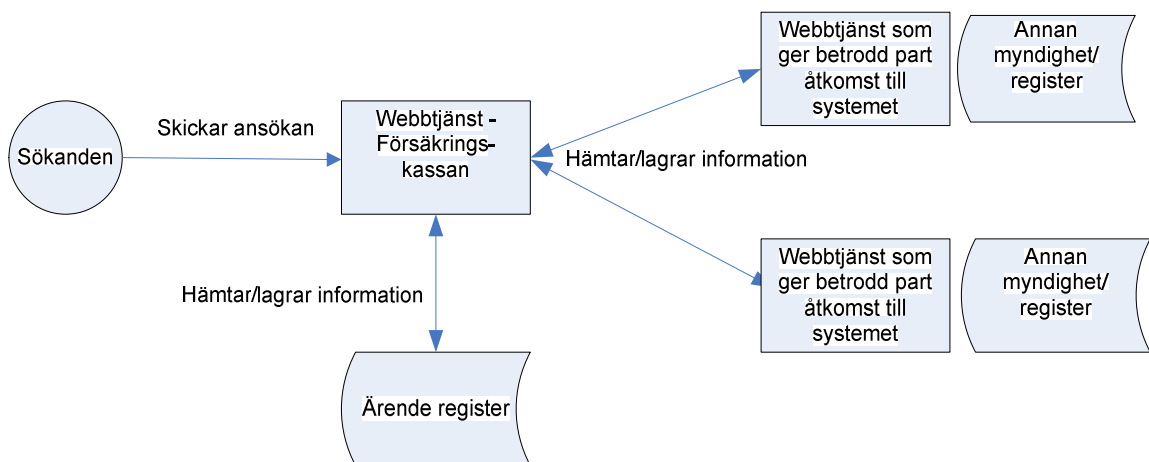 Sökanden
Skickar ansökan
Webbtjänst -
Försäkrings-
kassan
Hämtar/lagrar information
Ärende register
Hämtar/lagrar information
Webbtjänst som
ger betrodd part
åtkomst till
systemet
Annan
myndighet/
register
Webbtjänst som
ger betrodd part
åtkomst till
systemet
Annan
myndighet/
register